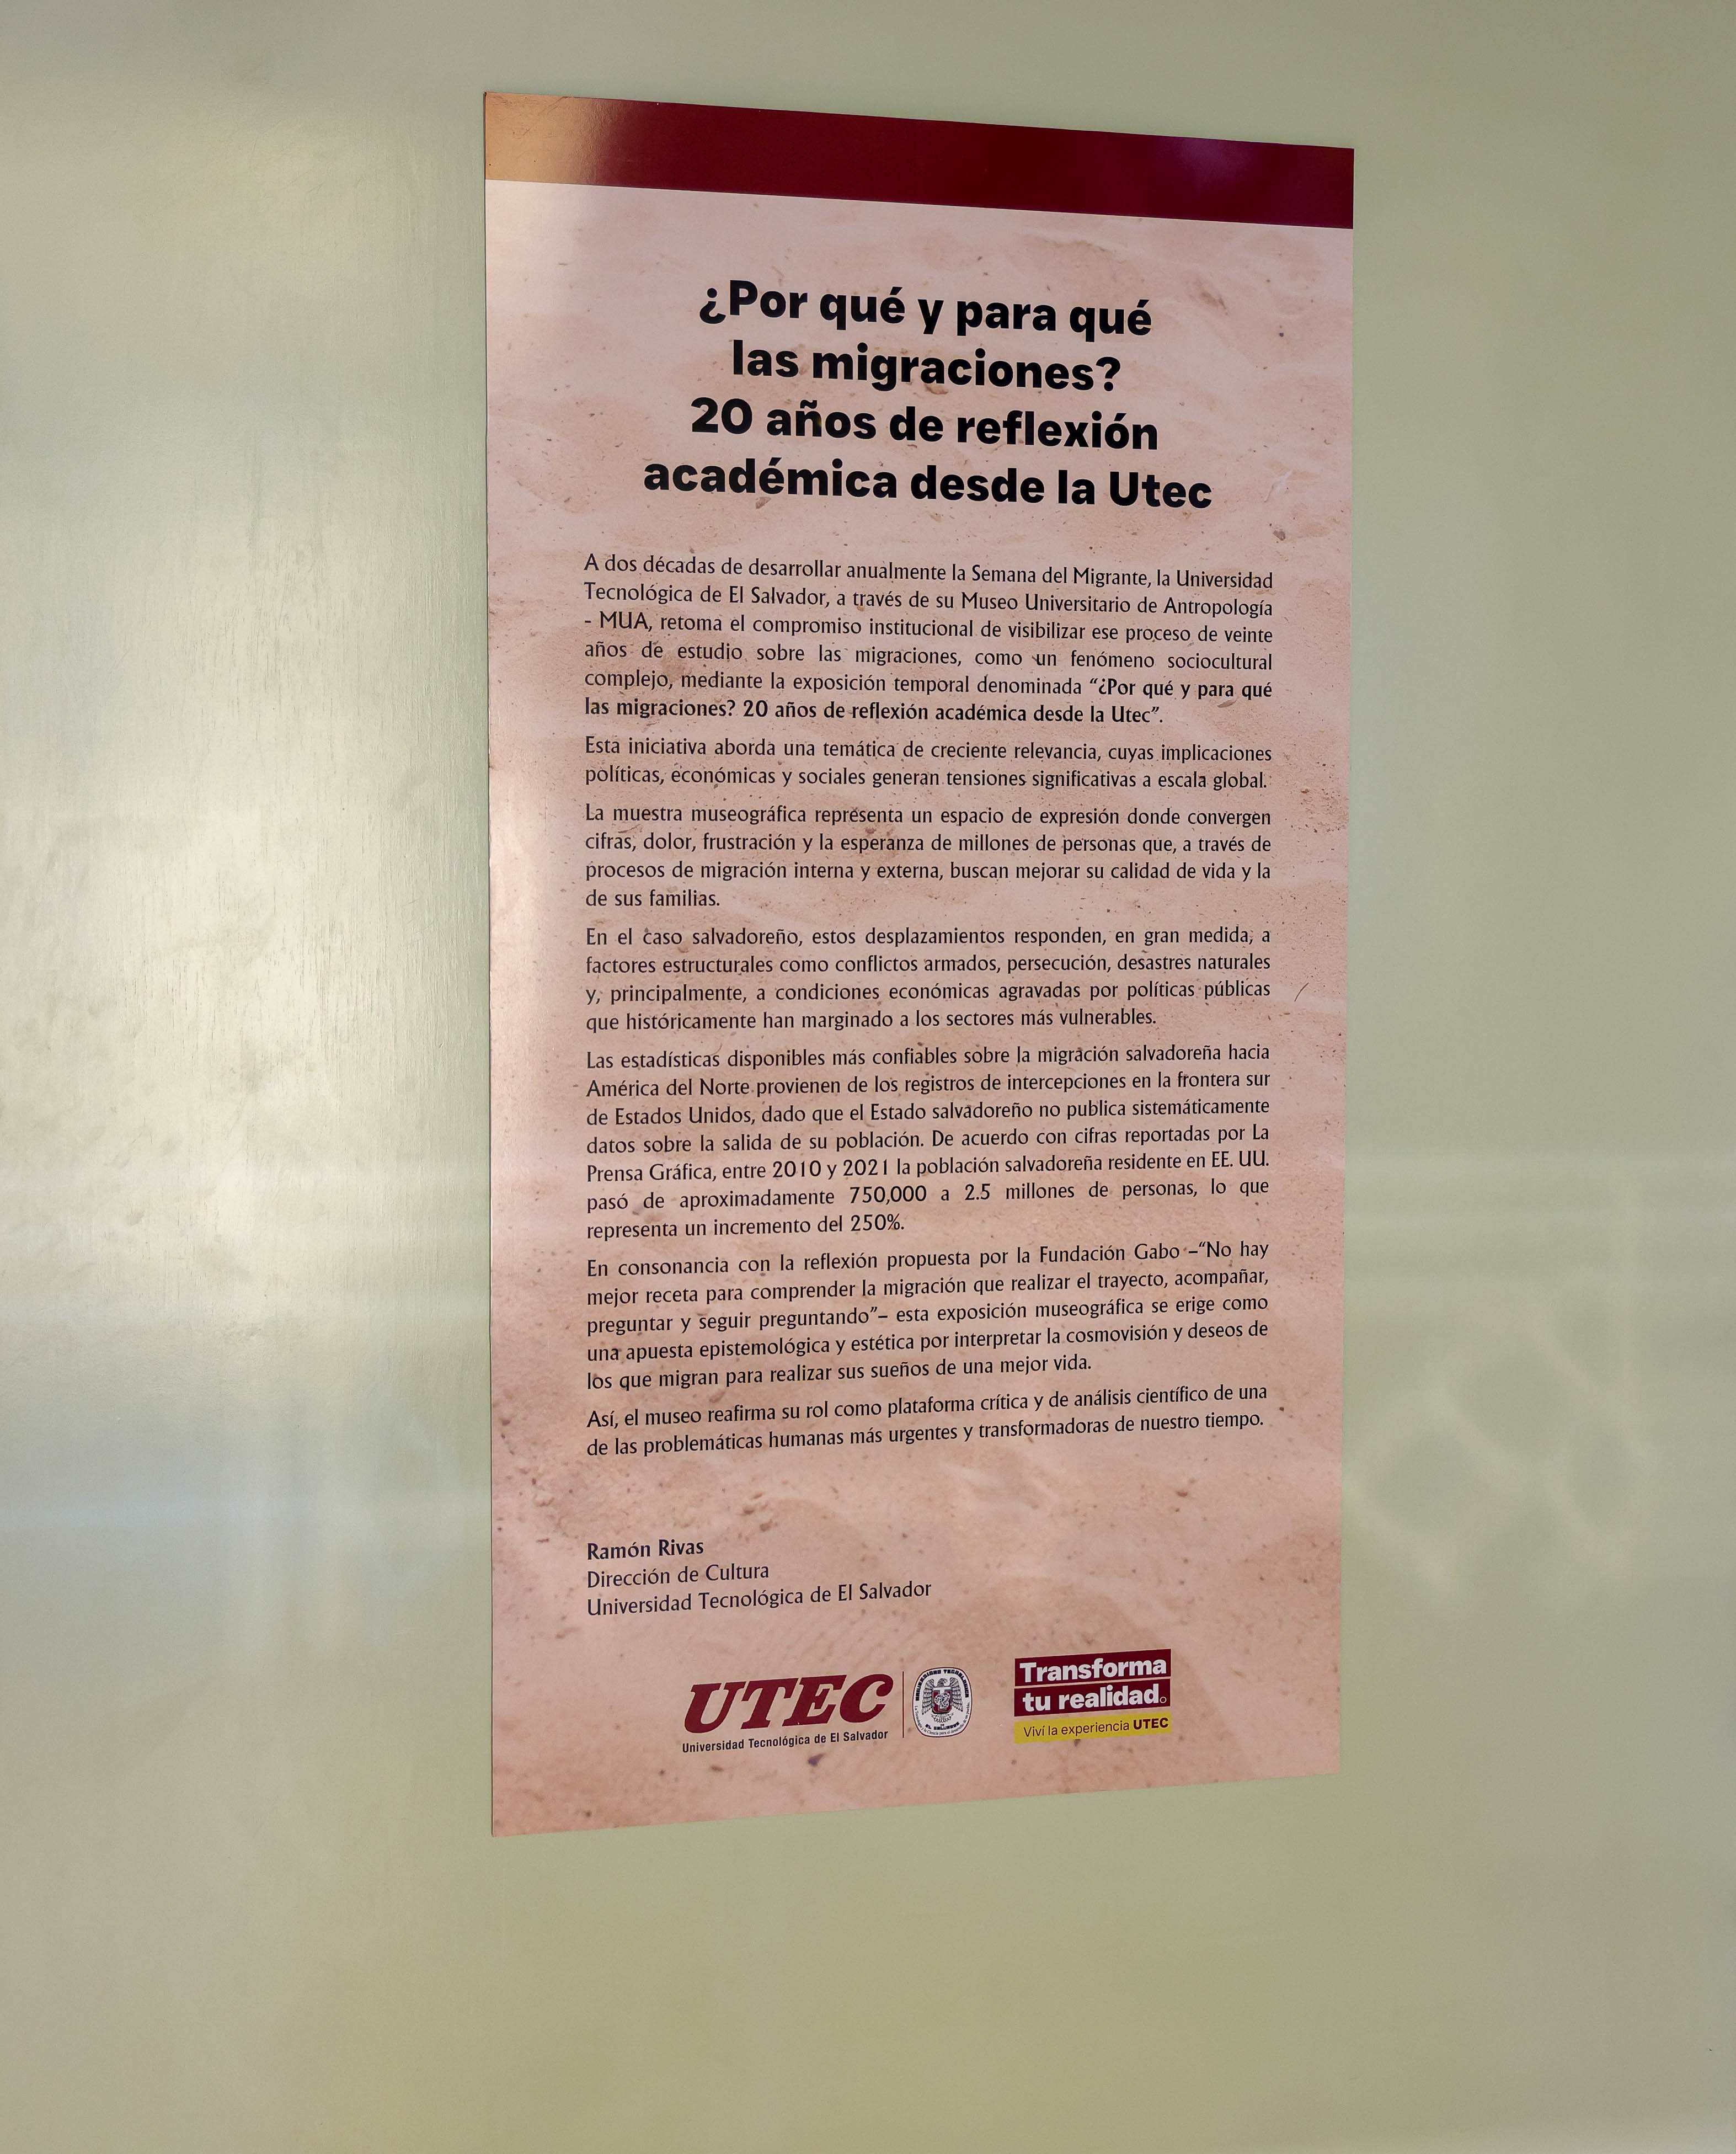 ¿Por qué y para qué
las migraciones?
20 años de reflexión
académica desde la Utec
A dos décadas de desarrollar anualmente la Semana del Migrante, la Universidad
Tecnológica de El Salvador, a través de su Museo Universitario de Antropología
- MUA, retoma el compromiso institucional de visibilizar ese proceso de veinte
años de estudio sobre las migraciones, como un fenómeno sociocultural
complejo, mediante la exposición temporal denominada “¿Por qué y para qué
las migraciones? 20 años de reflexión académica desde la Utec”.
Esta iniciativa aborda una temática de creciente relevancia, cuyas implicaciones
políticas, económicas y sociales generan tensiones significativas a escala global.
La muestra museográfica representa un espacio de expresión donde convergen
cifras, dolor, frustración y la esperanza de millones de personas que, a través de
procesos de migración interna y externa, buscan mejorar su calidad de vida y la
de sus familias.
En el caso salvadoreño, estos desplazamientos responden, en gran medida, a
factores estructurales como conflictos armados, persecución, desastres naturales
y, principalmente, a condiciones económicas agravadas por políticas públicas
que históricamente han marginado a los sectores más vulnerables.
Las estadísticas disponibles más confiables sobre la migración salvadoreña hacia
América del Norte provienen de los registros de intercepciones en la frontera sur
de Estados Unidos, dado que el Estado salvadoreño no publica sistemáticamente
datos sobre la salida de su población. De acuerdo con cifras reportadas por La
Prensa Gráfica, entre 2010 y 2021 la población salvadoreña residente en EE. UU.
pasó de aproximadamente 750,000 a 2.5 millones de personas, lo que
representa un incremento del 250%.
En consonancia con la reflexión propuesta por la Fundación Gabo –“No hay
mejor receta para comprender la migración que realizar el trayecto, acompañar,
preguntar y seguir preguntando”– esta exposición museográfica se erige como
una apuesta epistemológica y estética por interpretar la cosmovisión y deseos de
los que migran para realizar sus sueños de una mejor vida.
Así, el museo reafirma su rol como plataforma crítica y de análisis científico de una
de las problemáticas humanas más urgentes y transformadoras de nuestro tiempo.
Ramón Rivas
Dirección de Cultura
Universidad Tecnológica de El Salvador
UTEC
Universidad Tecnológica de El Salvador
Transforma
tu realidad.
Viví la experiencia UTEC